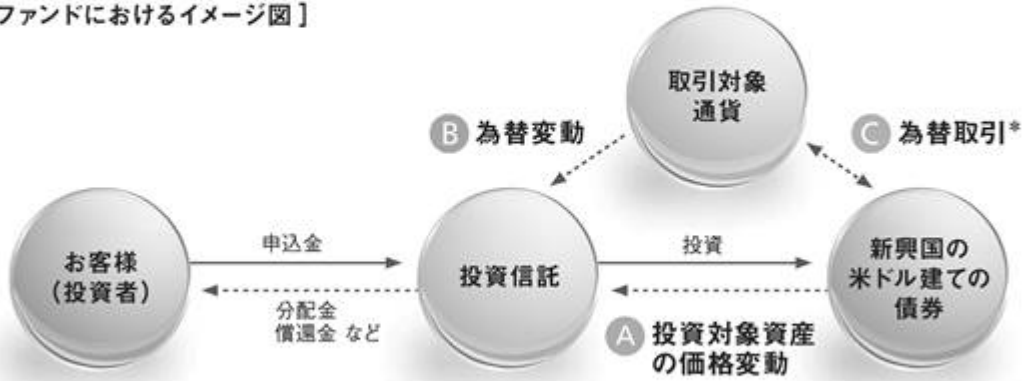 ファンドにおけるイメージ図]
取引対象
通貨
B 為替変動
C 為替取引*
お客様
(投資者)
申込金
分配金
償還金 など
投資信託
投資
A 投資対象資産
の価格変動
新興国の
米ドル建ての
債券